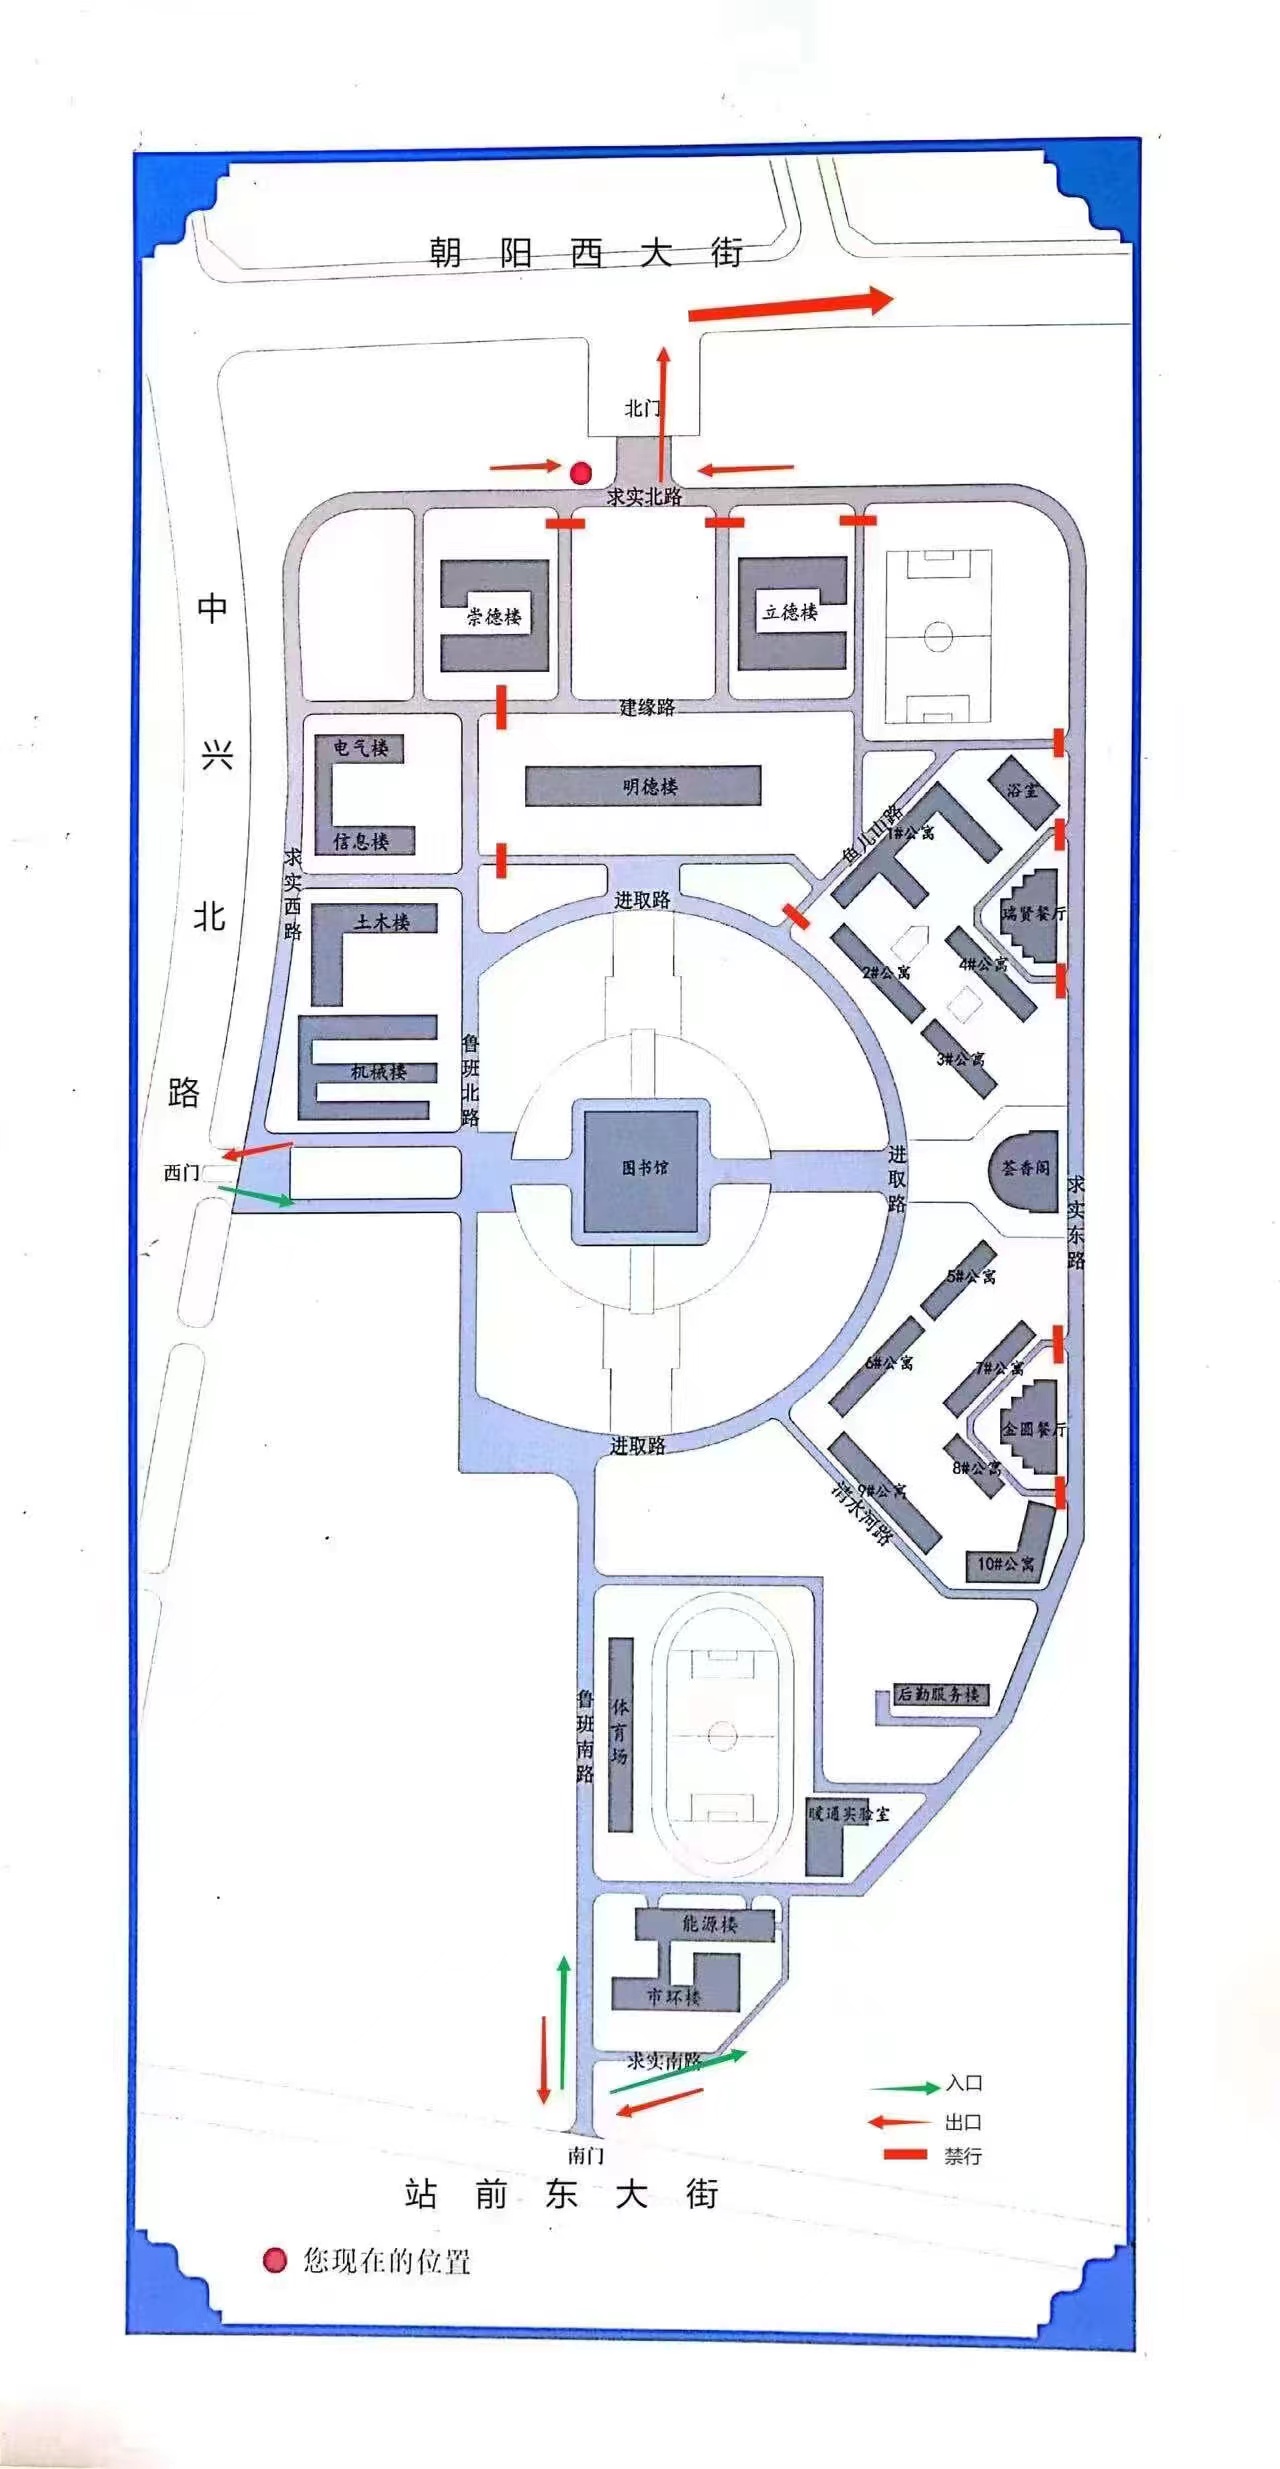 朝阳西大街
北门
求实北路
崇德楼
立德楼
中兴北路
建缘路
电气楼
明德楼
浴室
信息楼
1#公寓
鱼儿山路
求实西路
进取路
瑞贤餐厅
土木楼
2#公寓
4#公寓
3#公寓
鲁班北路
机械楼
西门
图书馆
进取路
荟香阁
求实东路
5#公寓
6#公寓
7#公寓
金圆餐厅
进取路
8#公寓
9#公寓
清水河路
10#公寓
后勤服务楼
鲁班南路
体育场
暖通实验室
能源楼
市环楼
求实南路
入口
出口
禁行
南门
站前东大街
您现在的位置